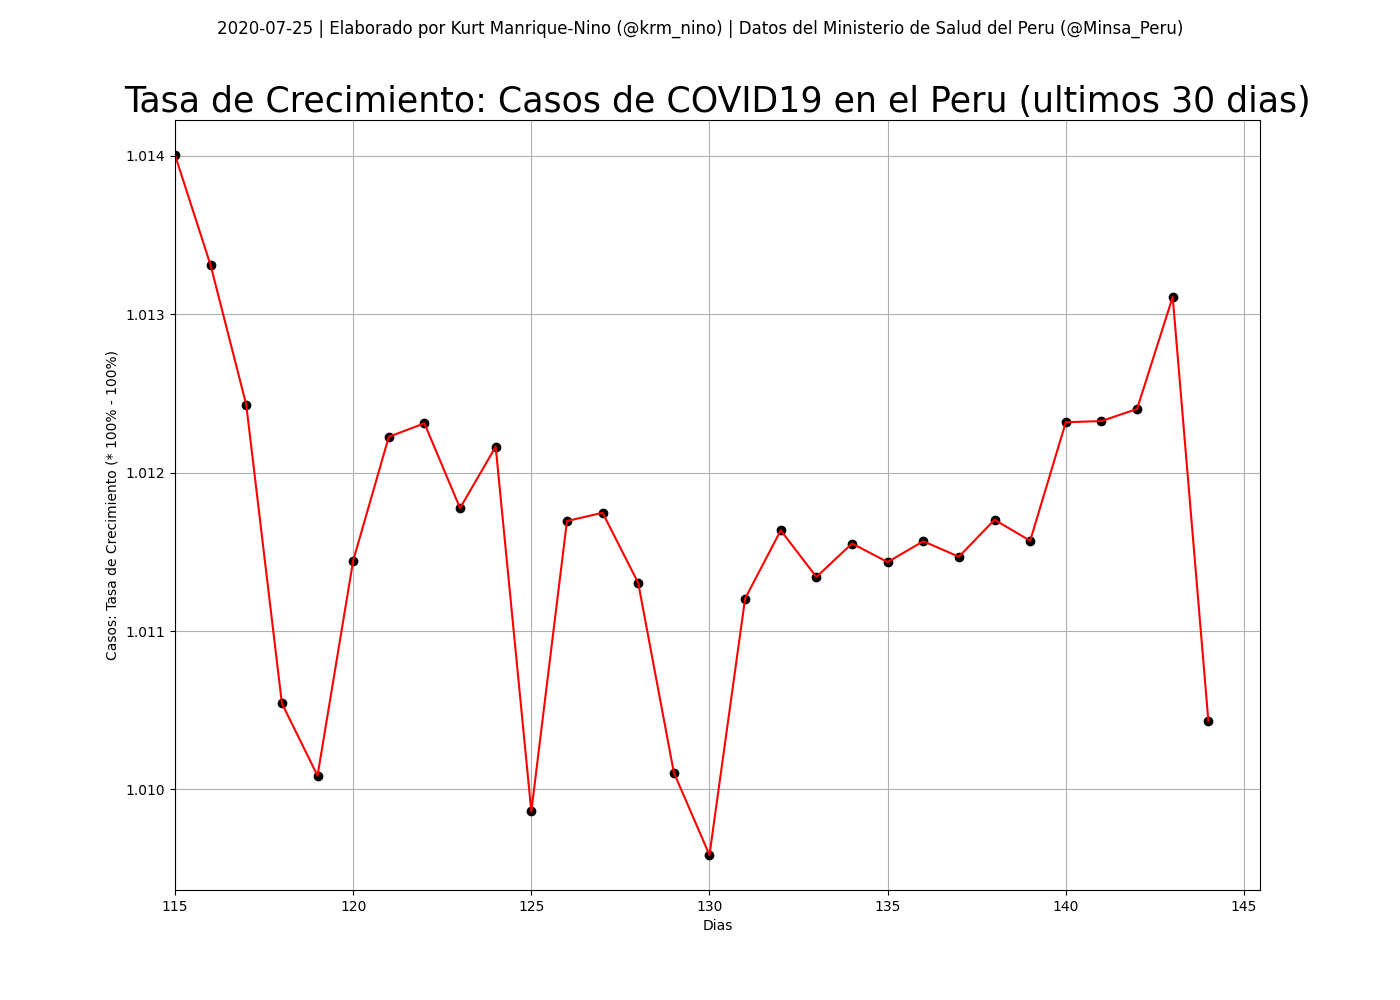 2020-07-25 | Elaborado por Kurt Manrique-Nino (@krm_nino) | Datos del Ministerio de Salud del Peru (@Minsa_Peru)
Tasa de Crecimiento: Casos de COVID19 en el Peru (ultimos 30 dias)
Casos: Tasa de Crecimiento (* 100% - 100%)
1.014
1.013
1.012
1.011
1.010
115 120 125 130 135 140 145
Dias